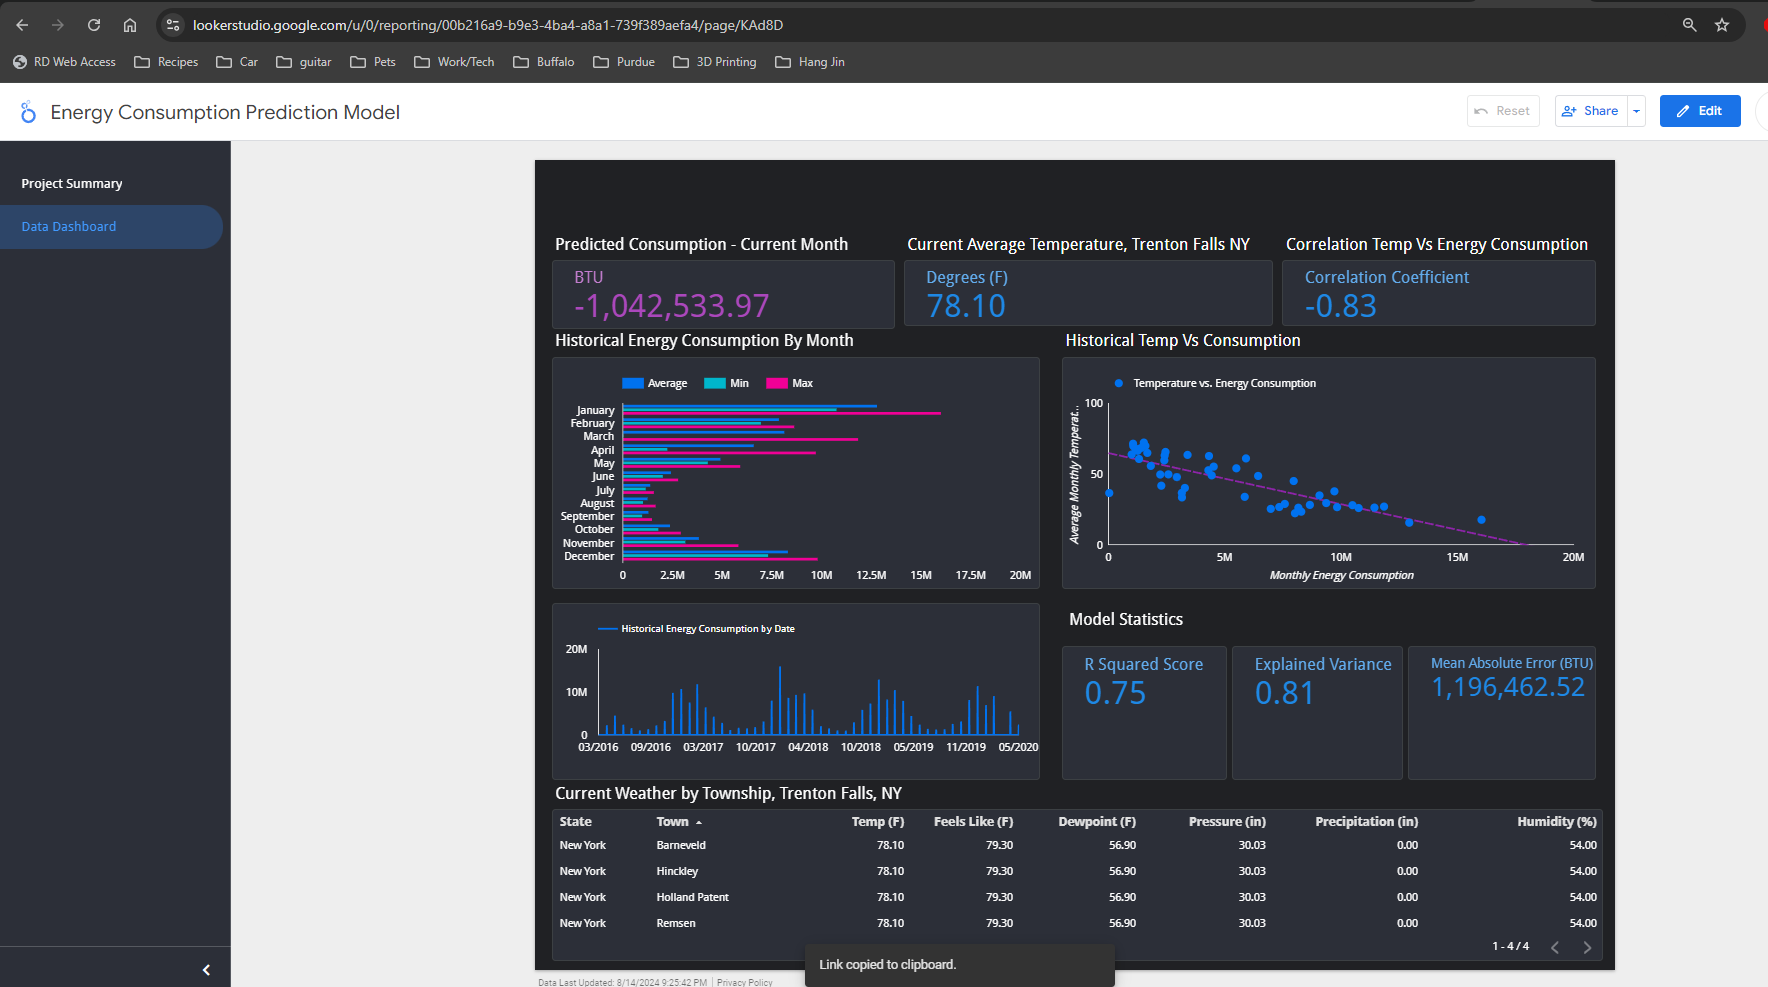 lookerstudio.google.com/u/0/reporting/00b216a9-b9e3-4ba4-a8a1-739f389aefa4/page/KAd8D
RD Web Access Recipes Car guitar Pets Work/Tech Buffalo Purdue 3D Printing Hang Jin
Energy Consumption Prediction Model
Reset Share Edit
Project Summary
Data Dashboard
Predicted Consumption - Current Month
BTU
-1,042,533.97
Current Average Temperature, Trenton Falls NY
Degrees (F)
78.10
Correlation Temp Vs Energy Consumption
Correlation Coefficient
-0.83
Historical Energy Consumption By Month
Average Min Max
January
February
March
April
May
June
July
August
September
October
November
December
0 2.5M 5M 7.5M 10M 12.5M 15M 17.5M 20M
Historical Temp Vs Consumption
Temperature vs. Energy Consumption
Average Monthly Temperat...
100
50
0
0 5M 10M 15M 20M
Monthly Energy Consumption
Historical Energy Consumption by Date
20M
10M
0
03/2016 09/2016 03/2017 10/2017 04/2018 10/2018 05/2019 11/2019 05/2020
Model Statistics
R Squared Score
0.75
Explained Variance
0.81
Mean Absolute Error (BTU)
1,196,462.52
Current Weather by Township, Trenton Falls, NY
State Town Temp (F) Feels Like (F) Dewpoint (F) Pressure (in) Precipitation (in) Humidity (%)
New York Barneveld 78.10 79.30 56.90 30.03 0.00 54.00
New York Hinckley 78.10 79.30 56.90 30.03 0.00 54.00
New York Holland Patent 78.10 79.30 56.90 30.03 0.00 54.00
New York Remsen 78.10 79.30 56.90 30.03 0.00 54.00
1 - 4 / 4
Link copied to clipboard.
Data Last Updated: 8/14/2024 9:25:42 PM Privacy Policy